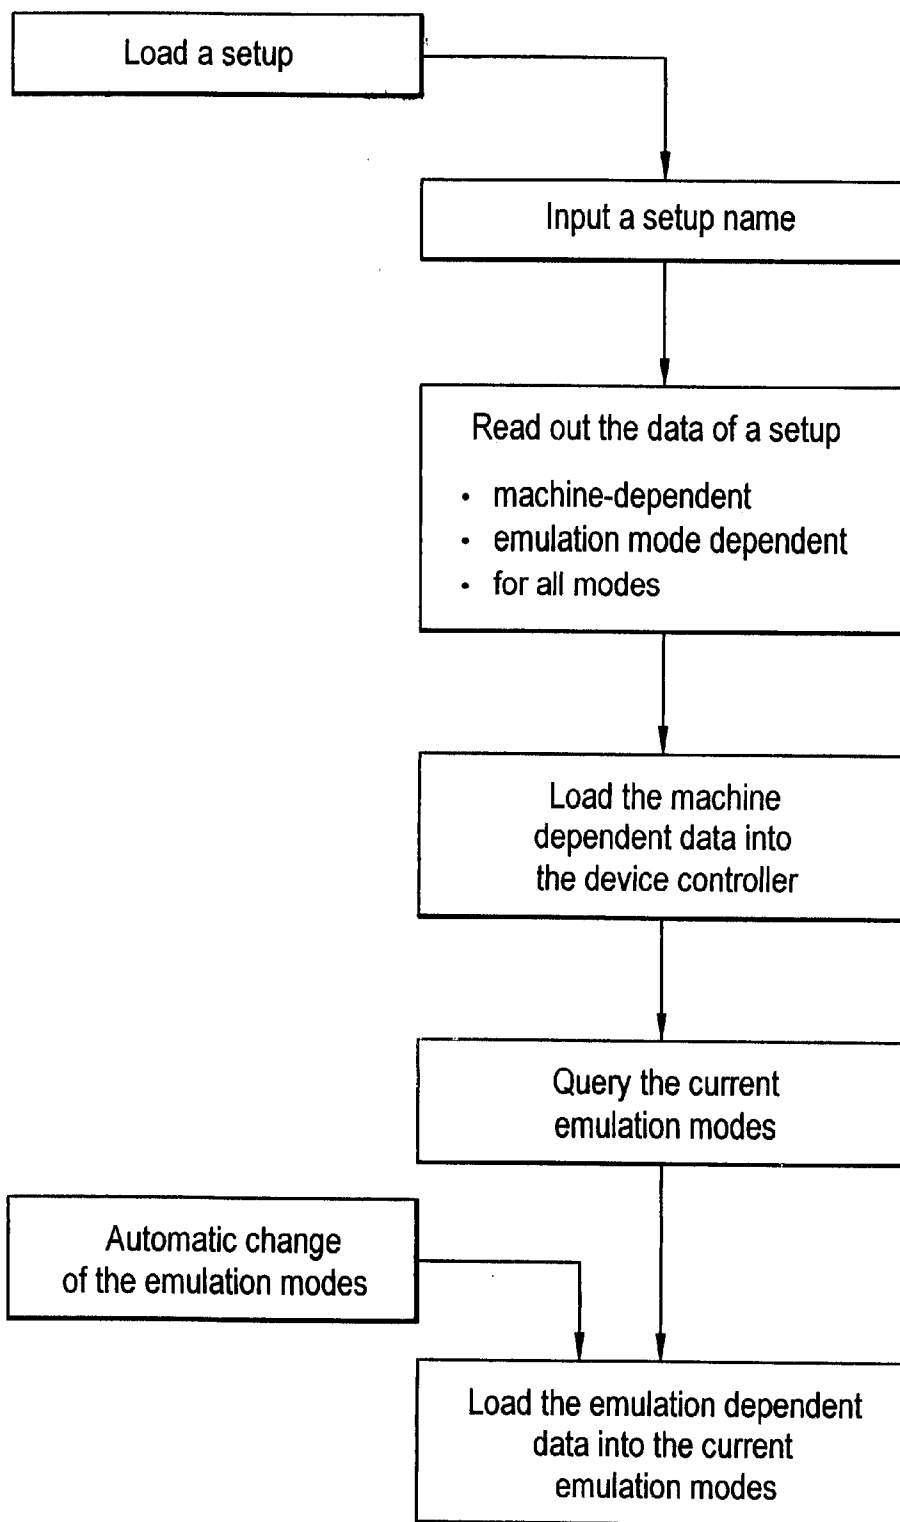 Load a setup
Input a setup name
Read out the data of a setup
• machine-dependent
• emulation mode dependent
• for all modes
Load the machine
dependent data into
the device controller
Query the current
emulation modes
Automatic change
of the emulation modes
Load the emulation dependent
data into the current
emulation modes